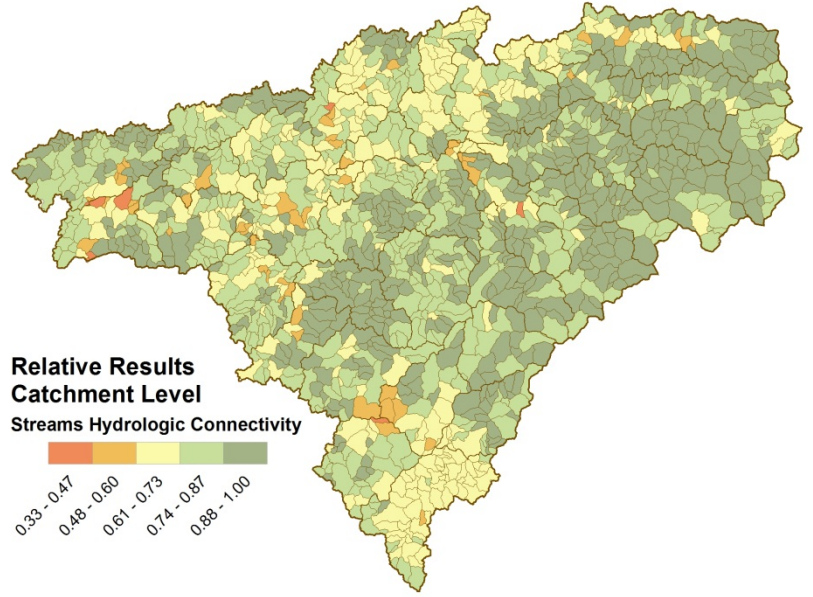 Relative Results
Catchment Level
Streams Hydrologic Connectivity
0.33 - 0.47
0.48 - 0.60
0.61 - 0.73
0.74 - 0.87
0.88 - 1.00